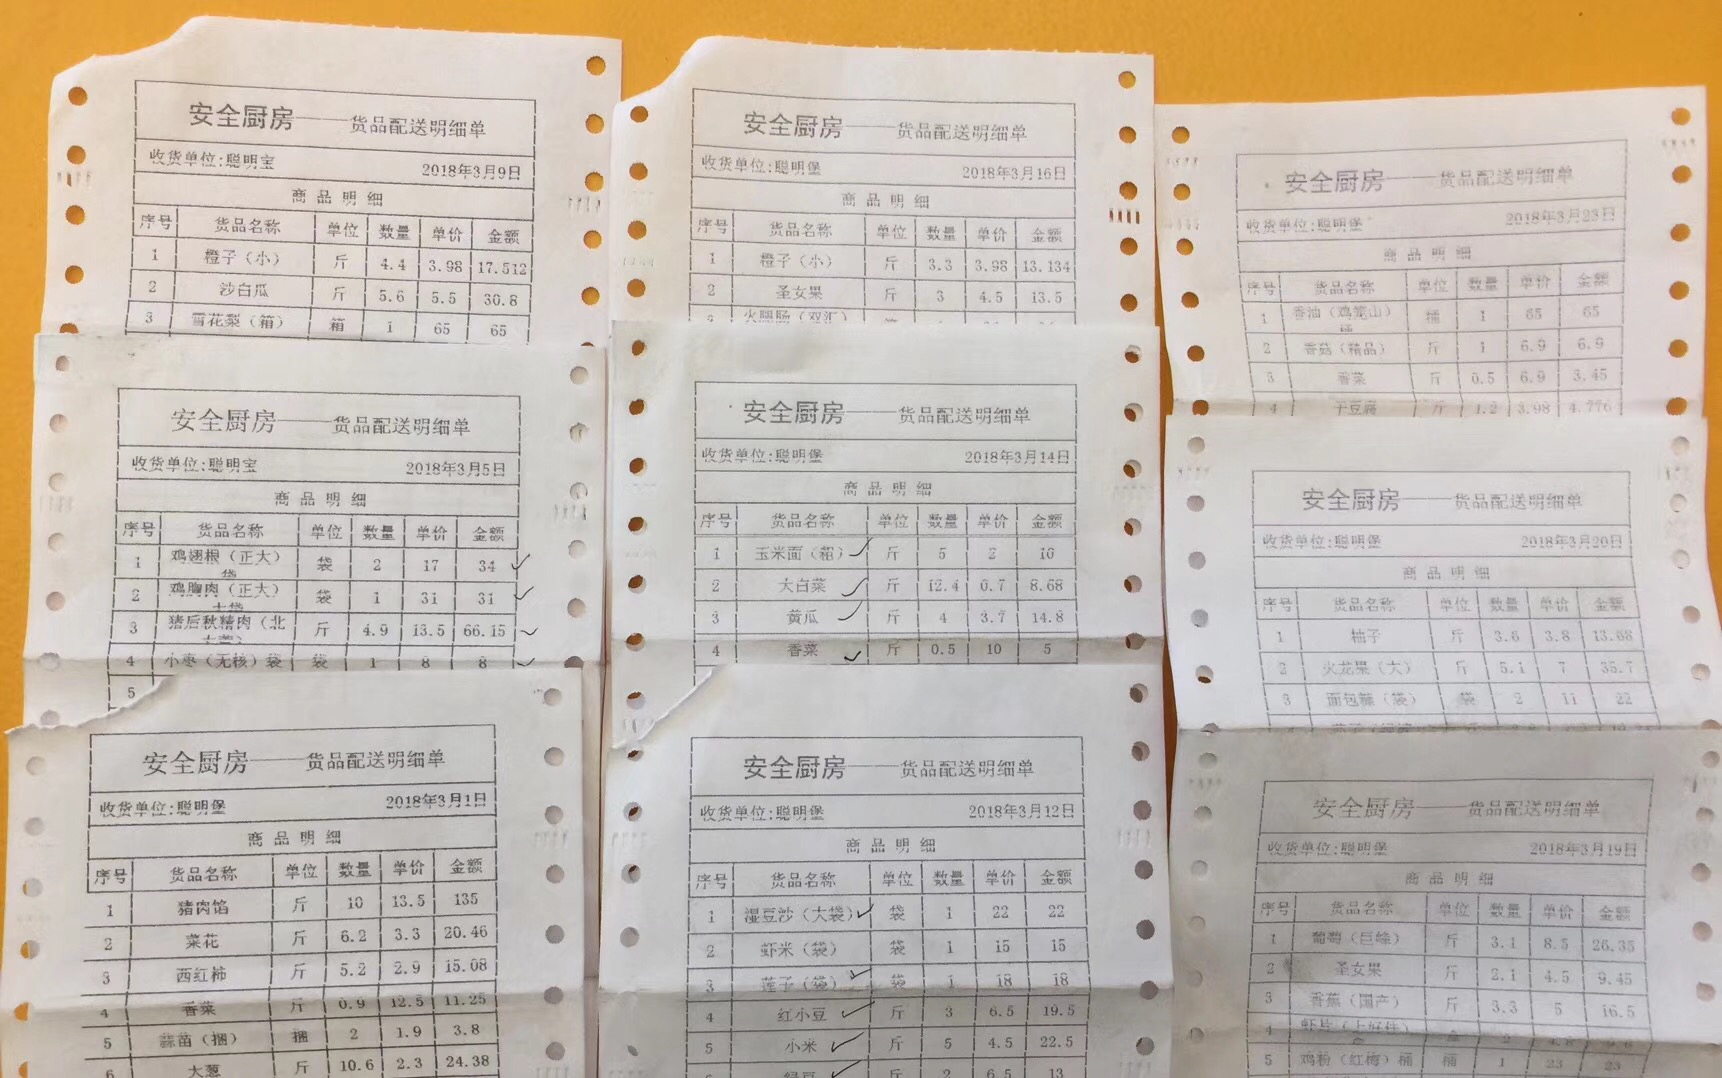 安全厨房——货品配送明细单
收货单位:聪明宝 2018年3月9日
商品明细
序号 货品名称 单位 数量 单价 金额
1 橙子（小） 斤 4.4 3.98 17.512
2 沙白瓜 斤 5.6 5.5 30.8
3 雪花梨（箱） 箱 1 65 65
安全厨房——货品配送明细单
收货单位:聪明宝 2018年3月5日
商品明细
序号 货品名称 单位 数量 单价 金额
1 鸡翅根（正大） 袋 2 17 34
袋
2 鸡胸肉（正大） 袋 1 31 31
大袋
3 猪后秋精肉（北 斤 4.9 13.5 66.15
4 小枣（无核）袋 袋 1 8 8
5
安全厨房——货品配送明细单
收货单位:聪明堡 2018年3月1日
商品明细
序号 货品名称 单位 数量 单价 金额
1 猪肉馅 斤 10 13.5 135
2 菜花 斤 6.2 3.3 20.46
3 西红柿 斤 5.2 2.9 15.08
4 香菜 斤 0.9 12.5 11.25
5 蒜苗（捆） 捆 2 1.9 3.8
6 大葱 斤 10.6 2.3 24.38
安全厨房——货品配送明细单
收货单位:聪明堡 2018年3月16日
商品明细
序号 货品名称 单位 数量 单价 金额
1 橙子（小） 斤 3.3 3.98 13.134
2 圣女果 斤 3 4.5 13.5
火腿肠（双汇）
安全厨房——货品配送明细单
收货单位:聪明堡 2018年3月14日
商品明细
序号 货品名称 单位 数量 单价 金额
1 玉米面（粗） 斤 5 2 10
2 大白菜 斤 12.4 0.7 8.68
3 黄瓜 斤 4 3.7 14.8
4 香菜 斤 0.5 10 5
安全厨房——货品配送明细单
收货单位:聪明堡 2018年3月12日
商品明细
序号 货品名称 单位 数量 单价 金额
1 湿豆沙（大袋） 袋 1 22 22
2 虾米（袋） 袋 1 15 15
3 莲子（袋） 袋 1 18 18
4 红小豆 斤 3 6.5 19.5
5 小米 斤 5 4.5 22.5
绿豆 斤 2 6.5 13
安全厨房——货品配送明细单
收货单位:聪明堡 2018年3月23日
商品明细
序号 货品名称 单位 数量 单价 金额
1 香油（鸡笼山） 桶 1 65 65
桶
2 香菇（精品） 斤 1 6.9 6.9
3 香菜 斤 0.5 6.9 3.45
4 干豆腐 斤 1.2 3.98 4.776
安全厨房——货品配送明细单
收货单位:聪明堡 2018年3月20日
商品明细
序号 货品名称 单位 数量 单价 金额
1 柚子 斤 3.6 3.8 13.68
2 火龙果（大） 斤 5.1 7 35.7
3 面包糠（袋） 袋 2 11 22
安全厨房——货品配送明细单
收货单位:聪明堡 2018年3月19日
商品明细
序号 货品名称 单位 数量 单价 金额
1 葡萄（巨峰） 斤 3.1 8.5 26.35
2 圣女果 斤 2.1 4.5 9.45
3 香蕉（国产） 斤 3.3 5 16.5
4 虾片（上好佳） 盒 2 4.8 9.6
盒
5 鸡粉（红梅）桶 桶 1 23 23